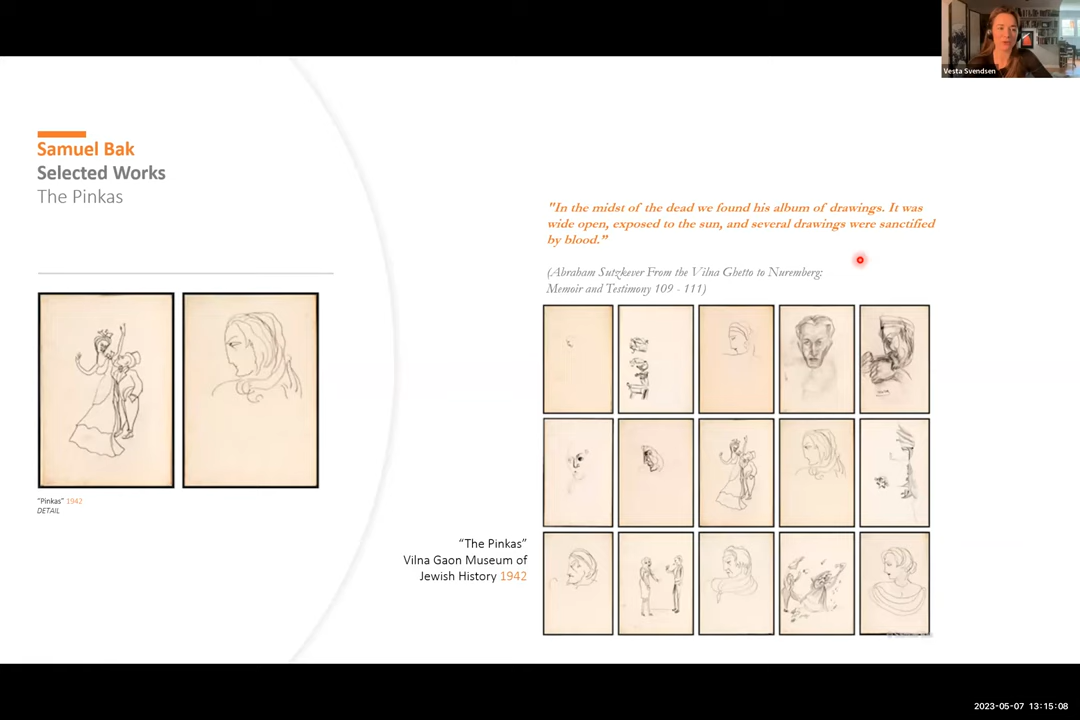 Vesta Svendsen
Samuel Bak
Selected Works
The Pinkas
"In the midst of the dead we found his album of drawings. It was
wide open, exposed to the sun, and several drawings were sanctified
by blood.”
(Abraham Sutzkever From the Vilna Ghetto to Nuremberg:
Memoir and Testimony 109 - 111)
"Pinkas" 1942
DETAIL
“The Pinkas”
Vilna Gaon Museum of
Jewish History 1942
2023-05-07 13:15:08